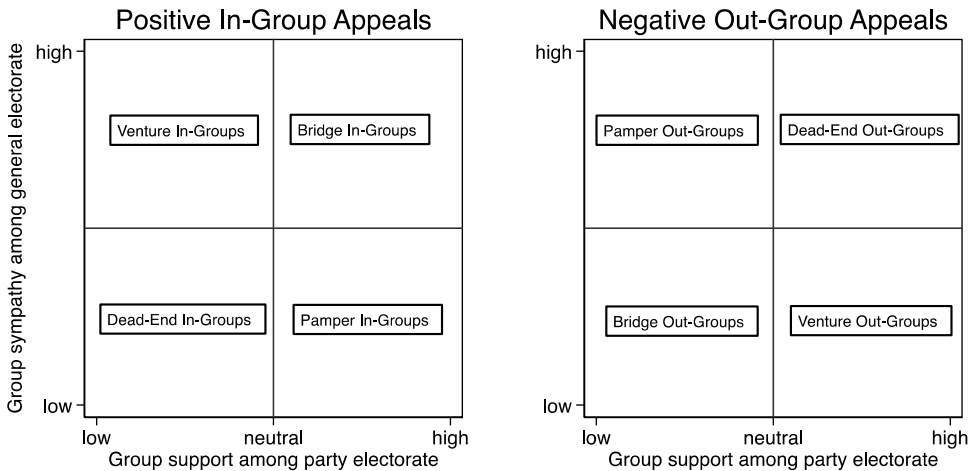 Positive In-Group Appeals
Group sympathy among general electorate
high
Venture In-Groups
Bridge In-Groups
Dead-End In-Groups
Pamper In-Groups
low
low
neutral
high
Group support among party electorate
Negative Out-Group Appeals
high
Pamper Out-Groups
Dead-End Out-Groups
Bridge Out-Groups
Venture Out-Groups
low
low
neutral
high
Group support among party electorate